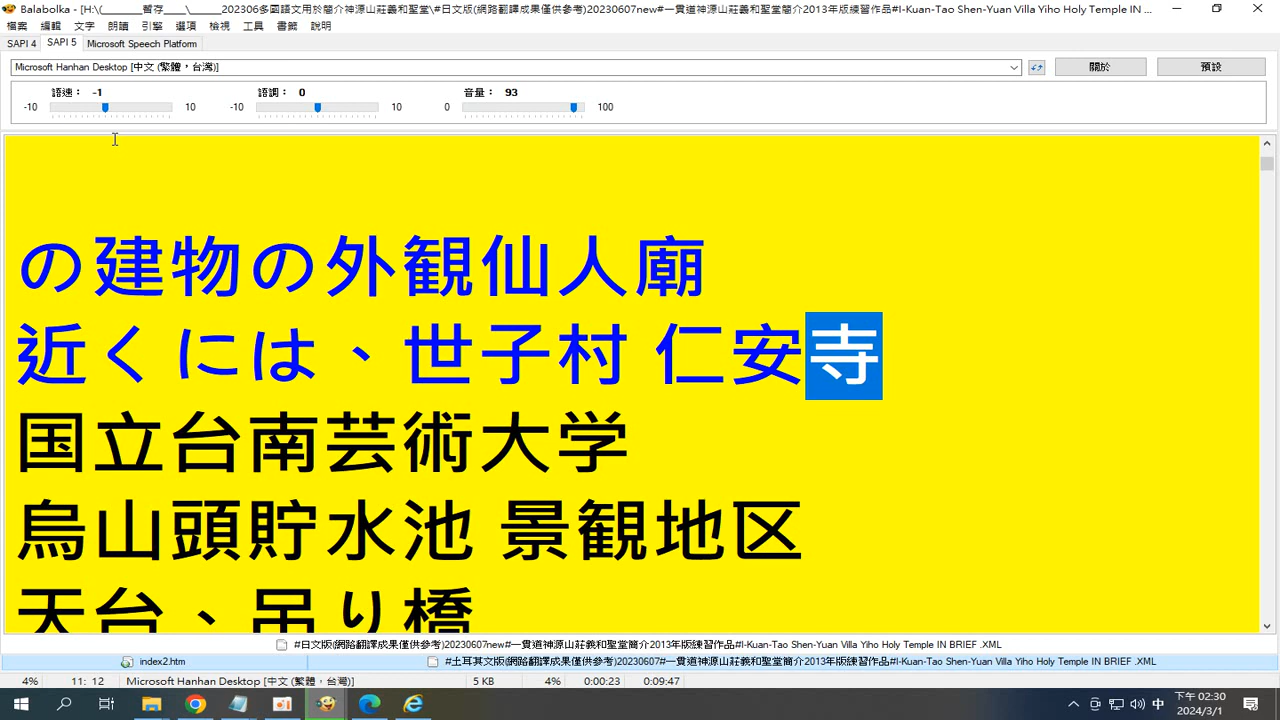 Balabolka - [H:\(______暫存____\______202306多國語文用於簡介神源山莊義和聖堂\#日文版(網路翻譯成果僅供參考)20230607new#一貫道神源山莊義和聖堂簡介2013年版練習作品#I-Kuan-Tao Shen-Yuan Villa Yiho Holy Temple IN ...
檔案 編輯 文字 朗讀 引擎 選項 檢視 工具 書籤 說明
SAPI 4 SAPI 5 Microsoft Speech Platform
Microsoft Hanhan Desktop [中文 (繁體，台灣)] 關於 預設
語速： -1 語調： 0 音量： 93
-10 10 -10 10 0 100
の建物の外観仙人廟
近くには、世子村 仁安寺
国立台南芸術大学
烏山頭貯水池 景観地区
天台、吊り橋
#日文版(網路翻譯成果僅供參考)20230607new#一貫道神源山莊義和聖堂簡介2013年版練習作品#I-Kuan-Tao Shen-Yuan Villa Yiho Holy Temple IN BRIEF .XML
index2.htm #土耳其文版(網路翻譯成果僅供參考)20230607#一貫道神源山莊義和聖堂簡介2013年版練習作品#I-Kuan-Tao Shen-Yuan Villa Yiho Holy Temple IN BRIEF .XML
4% 11: 12 Microsoft Hanhan Desktop [中文 (繁體，台灣)] 5 KB 4% 0:00:23 0:09:47
中 下午 02:30
2024/3/1